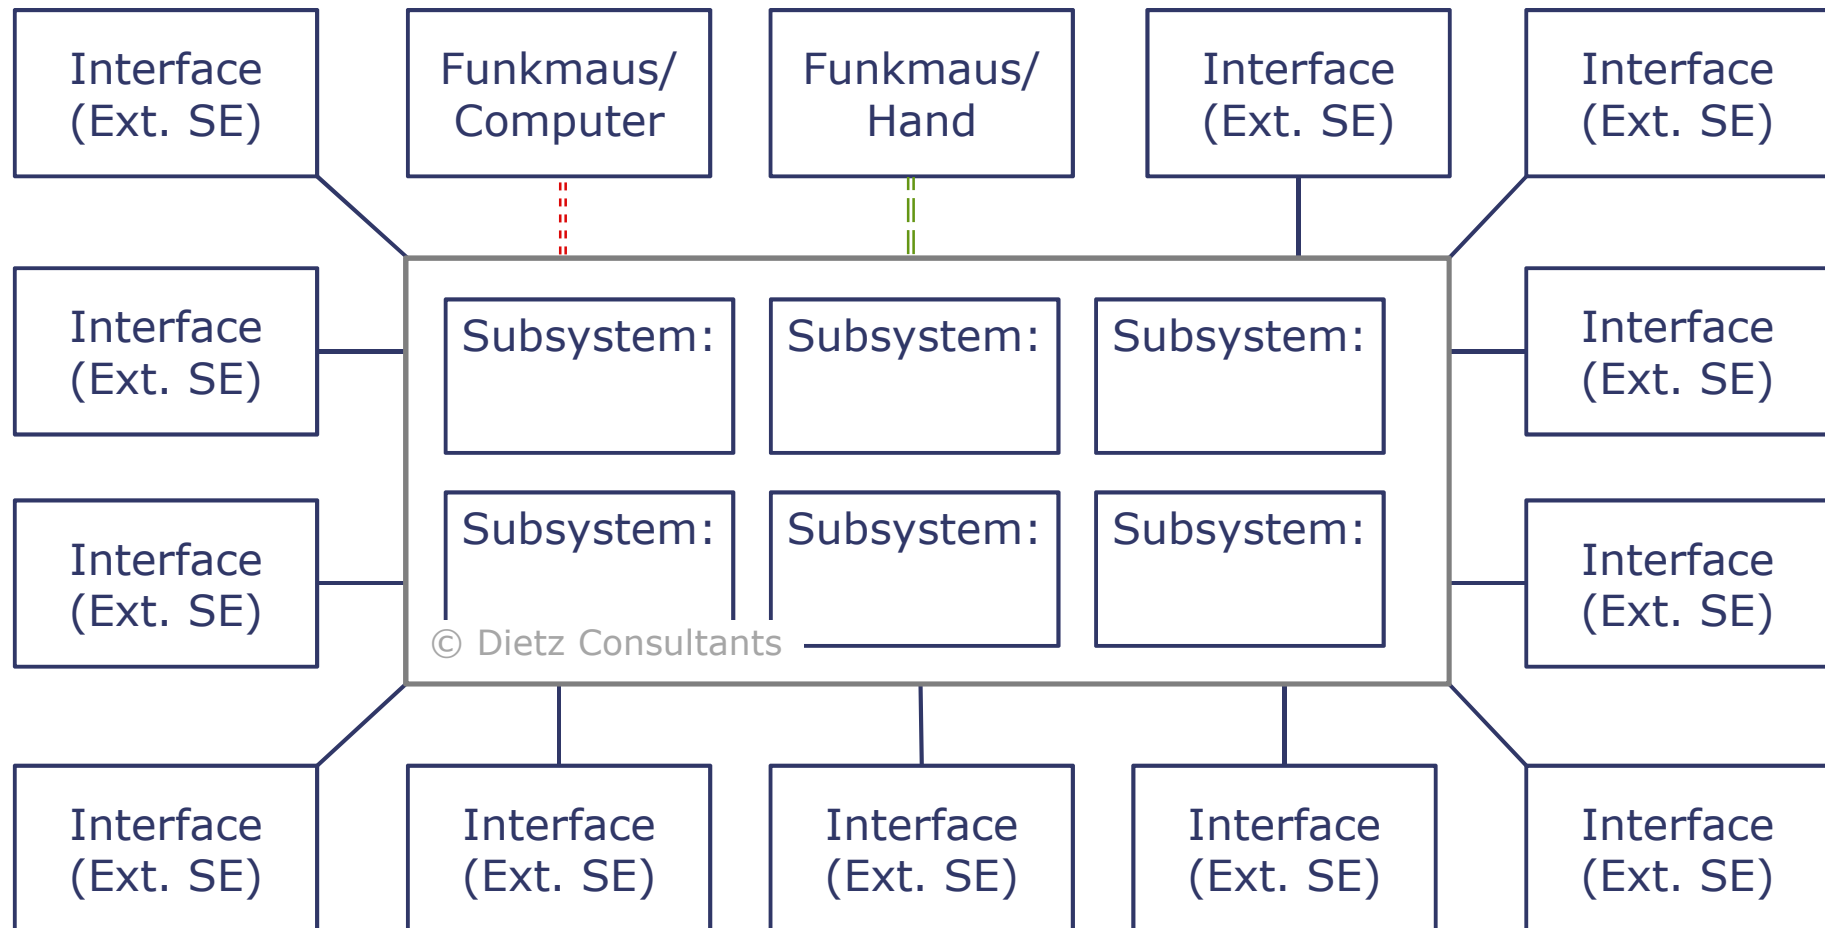 Interface
(Ext. SE)
Funkmaus/
Computer
Funkmaus/
Hand
Interface
(Ext. SE)
Interface
(Ext. SE)
Interface
(Ext. SE)
Subsystem:
Subsystem:
Subsystem:
Interface
(Ext. SE)
Interface
(Ext. SE)
Subsystem:
Subsystem:
Subsystem:
Interface
(Ext. SE)
© Dietz Consultants
Interface
(Ext. SE)
Interface
(Ext. SE)
Interface
(Ext. SE)
Interface
(Ext. SE)
Interface
(Ext. SE)